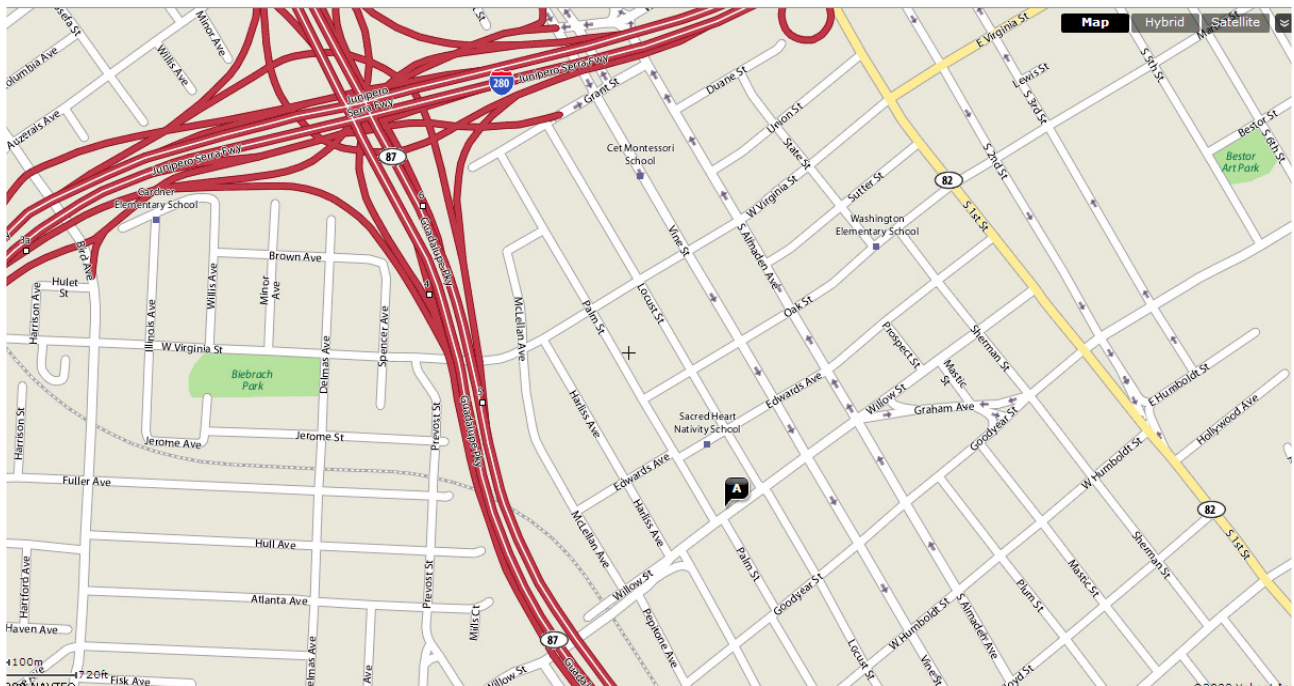 Map
Hybrid
Satellite
Minor Ave
Willis Ave
Auzerais Ave
Junipero Serra Fwy
Junipero
Serra Fwy
280
Junipero Serra Fwy
Grant St
87
Duane St
Union St
State St
E Virginia St
Lewis St
S 3rd St
S 2nd St
S 5th St
Bestor St
S 6th St
Bestor
Art Park
82
S 1st St
Cet Montessori
School
W Virginia St
Sutter St
Washington
Elementary School
Gardner
Elementary School
3a
6
Guadalupe Pky
4
Bird Ave
Hulet
St
Harrison Ave
Illinois Ave
Willis Ave
Minor
Ave
Brown Ave
Delmas Ave
Spencer Ave
W Virginia St
Biebrach
Park
Vine St
S Almaden Ave
Locust St
Palm St
McLellan Ave
Oak St
Prospect St
Sherman St
Mastic
St
Harliss Ave
Edwards Ave
Willow St
Graham Ave
Goodyear St
E Humboldt St
Hollywood Ave
W Humboldt St
Sacred Heart
Nativity School
Guadalupe Pky
Prevost St
Harrison St
Jerome Ave
Jerome St
Fuller Ave
Edwards Ave
A
82
S 1st St
Harliss Ave
McLellan Ave
Hull Ave
Hartford Ave
Prevost St
Atlanta Ave
Mills Ct
Willow St
Palm St
Goodyear St
W Humboldt St
S Almaden Ave
Plum St
Mastic St
Sherman St
Pepitone Ave
Locust St
Vine St
87
Haven Ave
Fisk Ave
100m
720ft